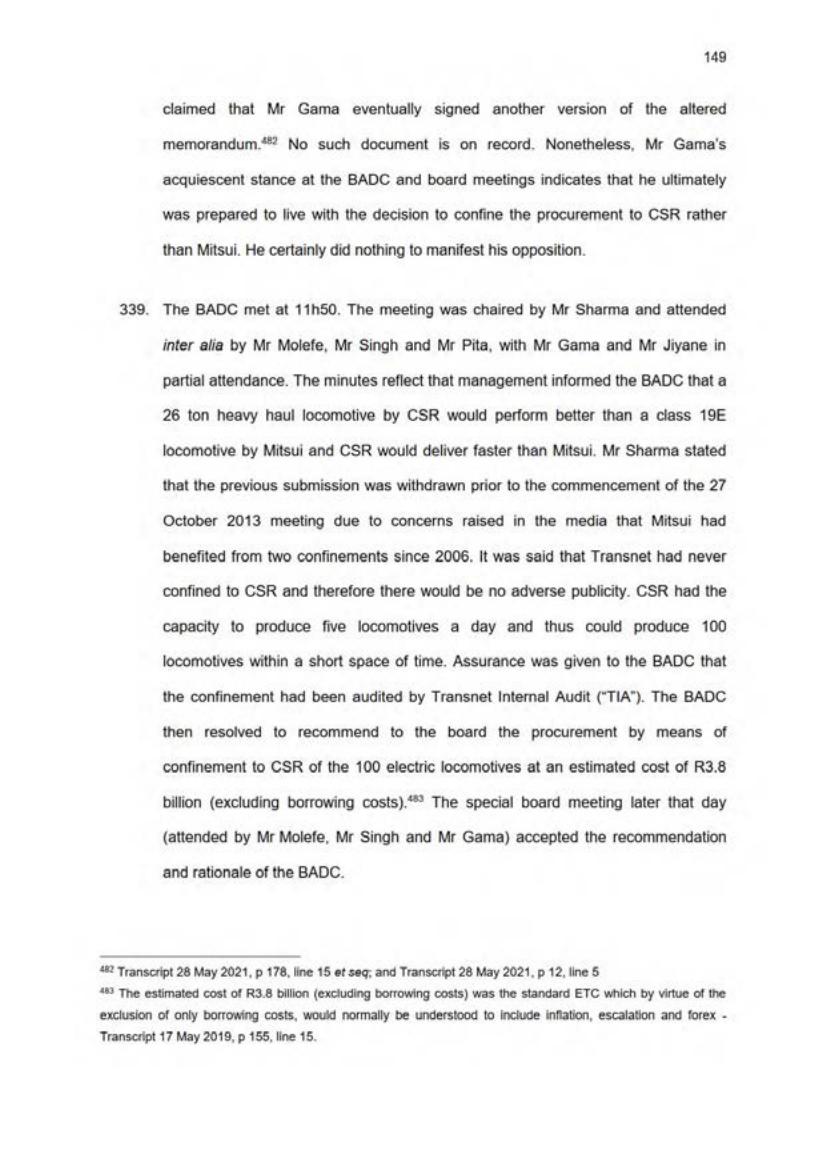 149
claimed that Mr Gama eventually signed another version of the altered
memorandum.482 No such document is on record. Nonetheless, Mr Gama's
acquiescent stance at the BADC and board meetings indicates that he ultimately
was prepared to live with the decision to confine the procurement to CSR rather
than Mitsui. He certainly did nothing to manifest his opposition.
339. The BADC met at 11h50. The meeting was chaired by Mr Sharma and attended
inter alia by Mr Molefe, Mr Singh and Mr Pita, with Mr Gama and Mr Jiyane in
partial attendance. The minutes reflect that management informed the BADC that a
26 ton heavy haul locomotive by CSR would perform better than a class 19E
locomotive by Mitsui and CSR would deliver faster than Mitsui. Mr Sharma stated
that the previous submission was withdrawn prior to the commencement of the 27
October 2013 meeting due to concerns raised in the media that Mitsui had
benefited from two confinements since 2006. It was said that Transnet had never
confined to CSR and therefore there would be no adverse publicity. CSR had the
capacity to produce five locomotives a day and thus could produce 100
locomotives within a short space of time. Assurance was given to the BADC that
the confinement had been audited by Transnet Internal Audit ("TIA"). The BADC
then resolved to recommend to the board the procurement by means of
confinement to CSR of the 100 electric locomotives at an estimated cost of R3.8
billion (excluding borrowing costs).483 The special board meeting later that day
(attended by Mr Molefe, Mr Singh and Mr Gama) accepted the recommendation
and rationale of the BADC.
482 Transcript 28 May 2021, p 178, line 15 et seq; and Transcript 28 May 2021, p 12, line 5
483 The estimated cost of R3.8 billion (excluding borrowing costs) was the standard ETC which by virtue of the
exclusion of only borrowing costs, would normally be understood to include inflation, escalation and forex -
Transcript 17 May 2019, p 155, line 15.